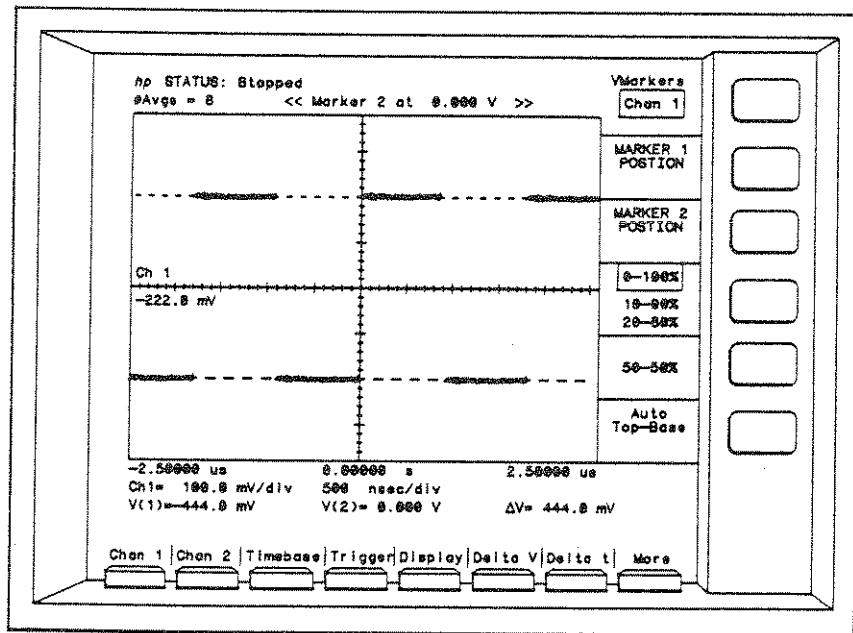 hp STATUS: Stopped
#Avgs = 8 << Marker 2 at 0.000 V >>
VMarkers
Chan 1
MARKER 1
POSTION
MARKER 2
POSTION
0-100%
10-90%
20-80%
50-50%
Auto
Top-Base
Ch 1
-222.0 mV
-2.50000 us 0.00000 s 2.50000 us
Ch1= 100.0 mV/div 500 nsec/div
V(1)=-444.0 mV V(2)= 0.000 V ΔV= 444.0 mV
Chan 1 Chan 2 Timebase Trigger Display Delta V Delta t More